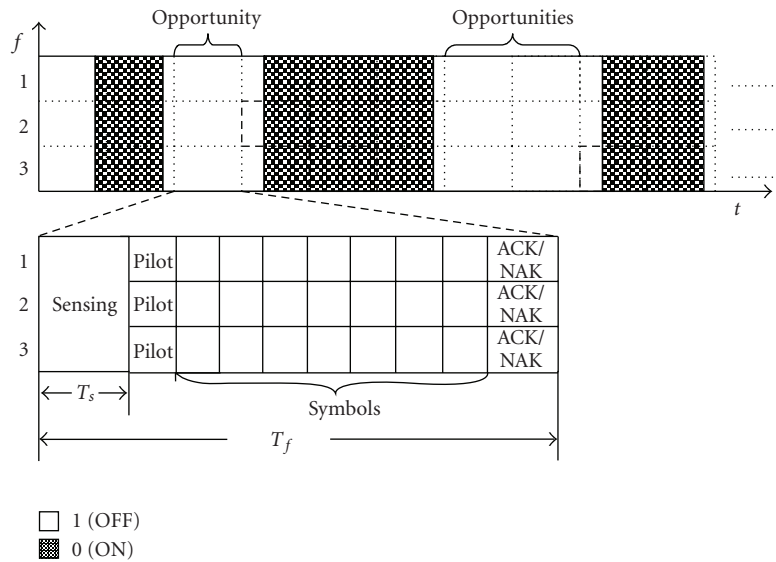 Opportunity
Opportunities
f
1
2
3
t
1
Sensing
Pilot
ACK/
NAK
2
Pilot
ACK/
NAK
3
Pilot
ACK/
NAK
T_s
Symbols
T_f
1 (OFF)
0 (ON)